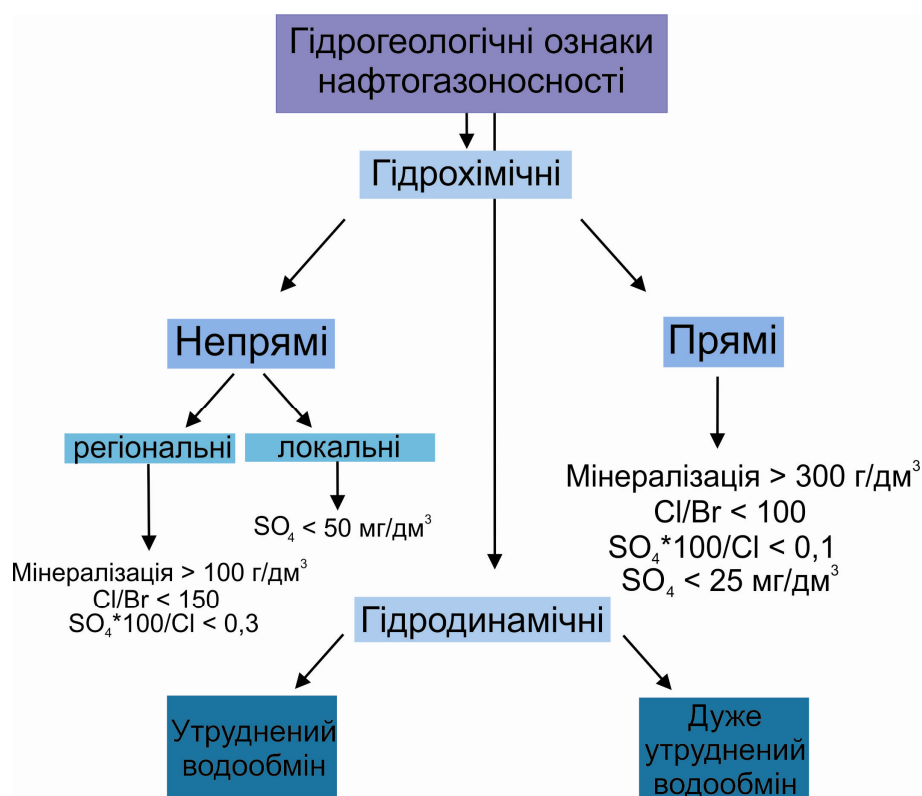 Гідрогеологічні ознаки
нафтогазоносності
Гідрохімічні
Непрямі
Прямі
регіональні
локальні
SO₄ < 50 мг/дм³
Мінералізація > 100 г/дм³
Cl/Br < 150
SO₄*100/Cl < 0,3
Мінералізація > 300 г/дм³
Cl/Br < 100
SO₄*100/Cl < 0,1
SO₄ < 25 мг/дм³
Гідродинамічні
Утруднений
водообмін
Дуже
утруднений
водообмін